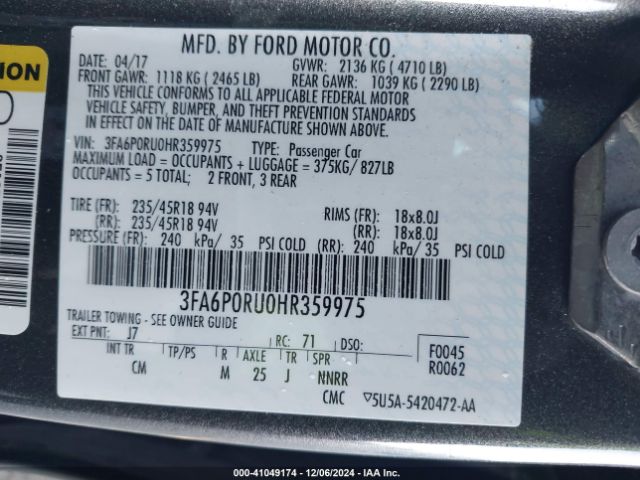 MFD. BY FORD MOTOR CO.
04/17 GVWR: 2136 KG ( 4710 LB)
FRONT GAWR: 1118 KG ( 2465 LB) REAR GAWR: 1039 KG ( 2290 LB)
THIS VEHICLE CONFORMS TO ALL APPLICABLE FEDERAL MOTOR
VEHICLE SAFETY, BUMPER, AND THEFT PREVENTION STANDARDS
IN EFFECT ON THE DATE OF MANUFACTURE SHOWN ABOVE.
VIN: 3FA6P0RU0HR359975 TYPE: Passenger Car
MAXIMUM LOAD = OCCUPANTS + LUGGAGE = 375KG/ 827LB
OCCUPANTS = 5 TOTAL; 2 FRONT, 3 REAR
TIRE (FR): 235/45R18 94V RIMS (FR): 18x8.0J
(RR): 235/45R18 94V (RR): 18x8.0J
PRESSURE (FR): 240 kPa/ 35 PSI COLD (RR): 240 kPa/ 35 PSI COLD
3FA6P0RU0HR359975
TRAILER TOWING - SEE OWNER GUIDE
EXT PNT: J7 RC: 71 DSO: F0045
INT TR TP/PS R AXLE TR SPR R0062
CM M 25 J NNRR
CMC 5U5A-5420472-AA
000-41049174 | 12/06/2024 | IAA Inc.